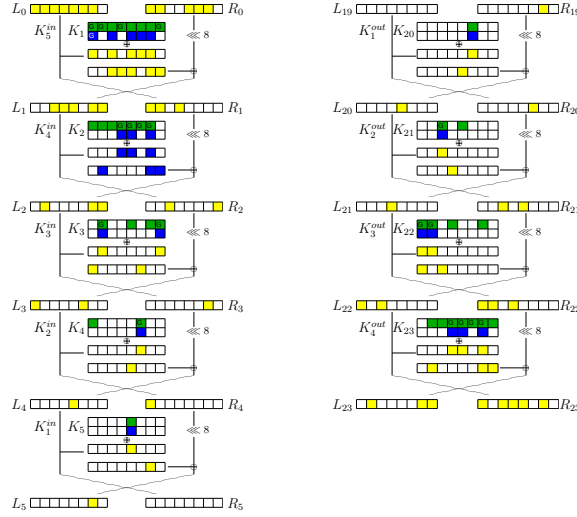 L₀ K₅ⁱⁿ K₁ R₀
G
⋘ 8
L₁ K₄ⁱⁿ K₂ R₁
⋘ 8
L₂ K₃ⁱⁿ K₃ R₂
G G
⋘ 8
L₃ K₂ⁱⁿ K₄ R₃
G
⋘ 8
L₄ K₁ⁱⁿ K₅ R₄
⋘ 8
L₅ R₅
L₁₉ K₁ᵒᵘᵗ K₂₀ R₁₉
G
⋘ 8
L₂₀ K₂ᵒᵘᵗ K₂₁ R₂₀
G G
⋘ 8
L₂₁ K₃ᵒᵘᵗ K₂₂ R₂₁
G G
⋘ 8
L₂₂ K₄ᵒᵘᵗ K₂₃ R₂₂
G G G G
⋘ 8
L₂₃ R₂₃